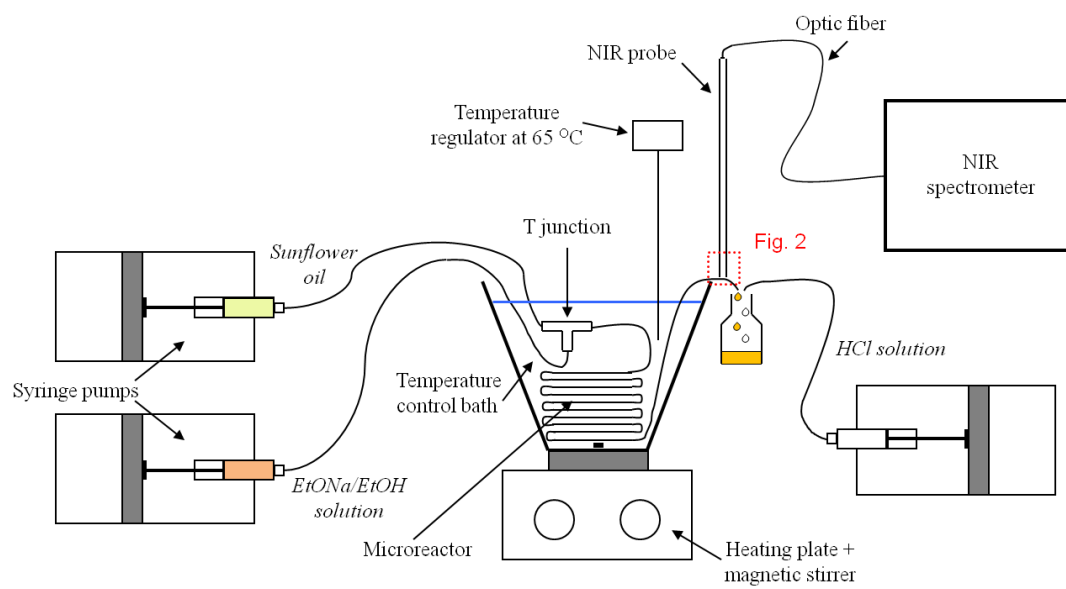 Optic fiber
NIR probe
Temperature
regulator at 65 °C
NIR
spectrometer
T junction
Fig. 2
Sunflower
oil
HCl solution
Temperature
control bath
Syringe pumps
EtONa/EtOH
solution
Microreactor
Heating plate +
magnetic stirrer